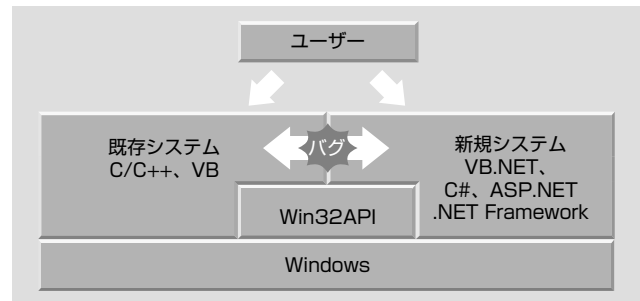 ユーザー
既存システム
C/C++、VB
バグ
新規システム
VB.NET、
C#、ASP.NET
.NET Framework
Win32API
Windows